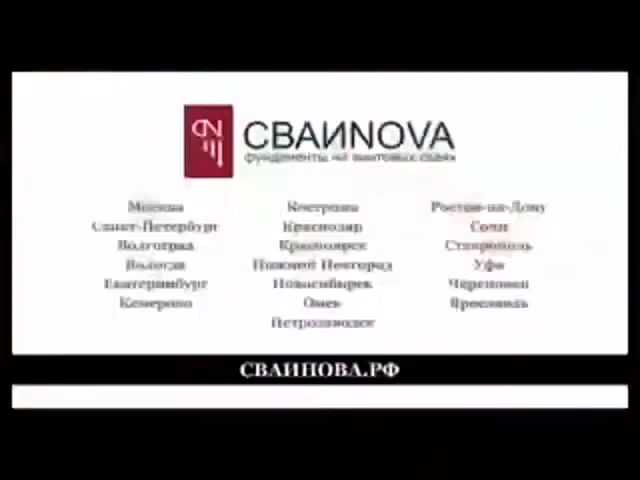 СВАИNOVA
фундаменты на винтовых сваях
Москва
Санкт-Петербург
Волгоград
Вологда
Екатеринбург
Кемерово
Кострома
Краснодар
Красноярск
Нижний Новгород
Новосибирск
Омск
Петрозаводск
Ростов-на-Дону
Сочи
Ставрополь
Уфа
Череповец
Ярославль
СВАИНОВА.РФ